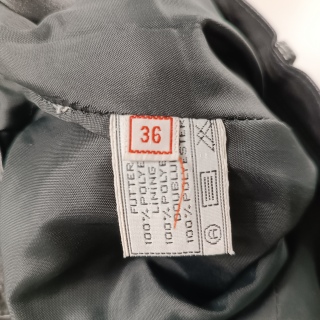 36
FUTTER
100% POLYE
LINING
100% POLYE
DOUBLU
100% POLYESTER
A